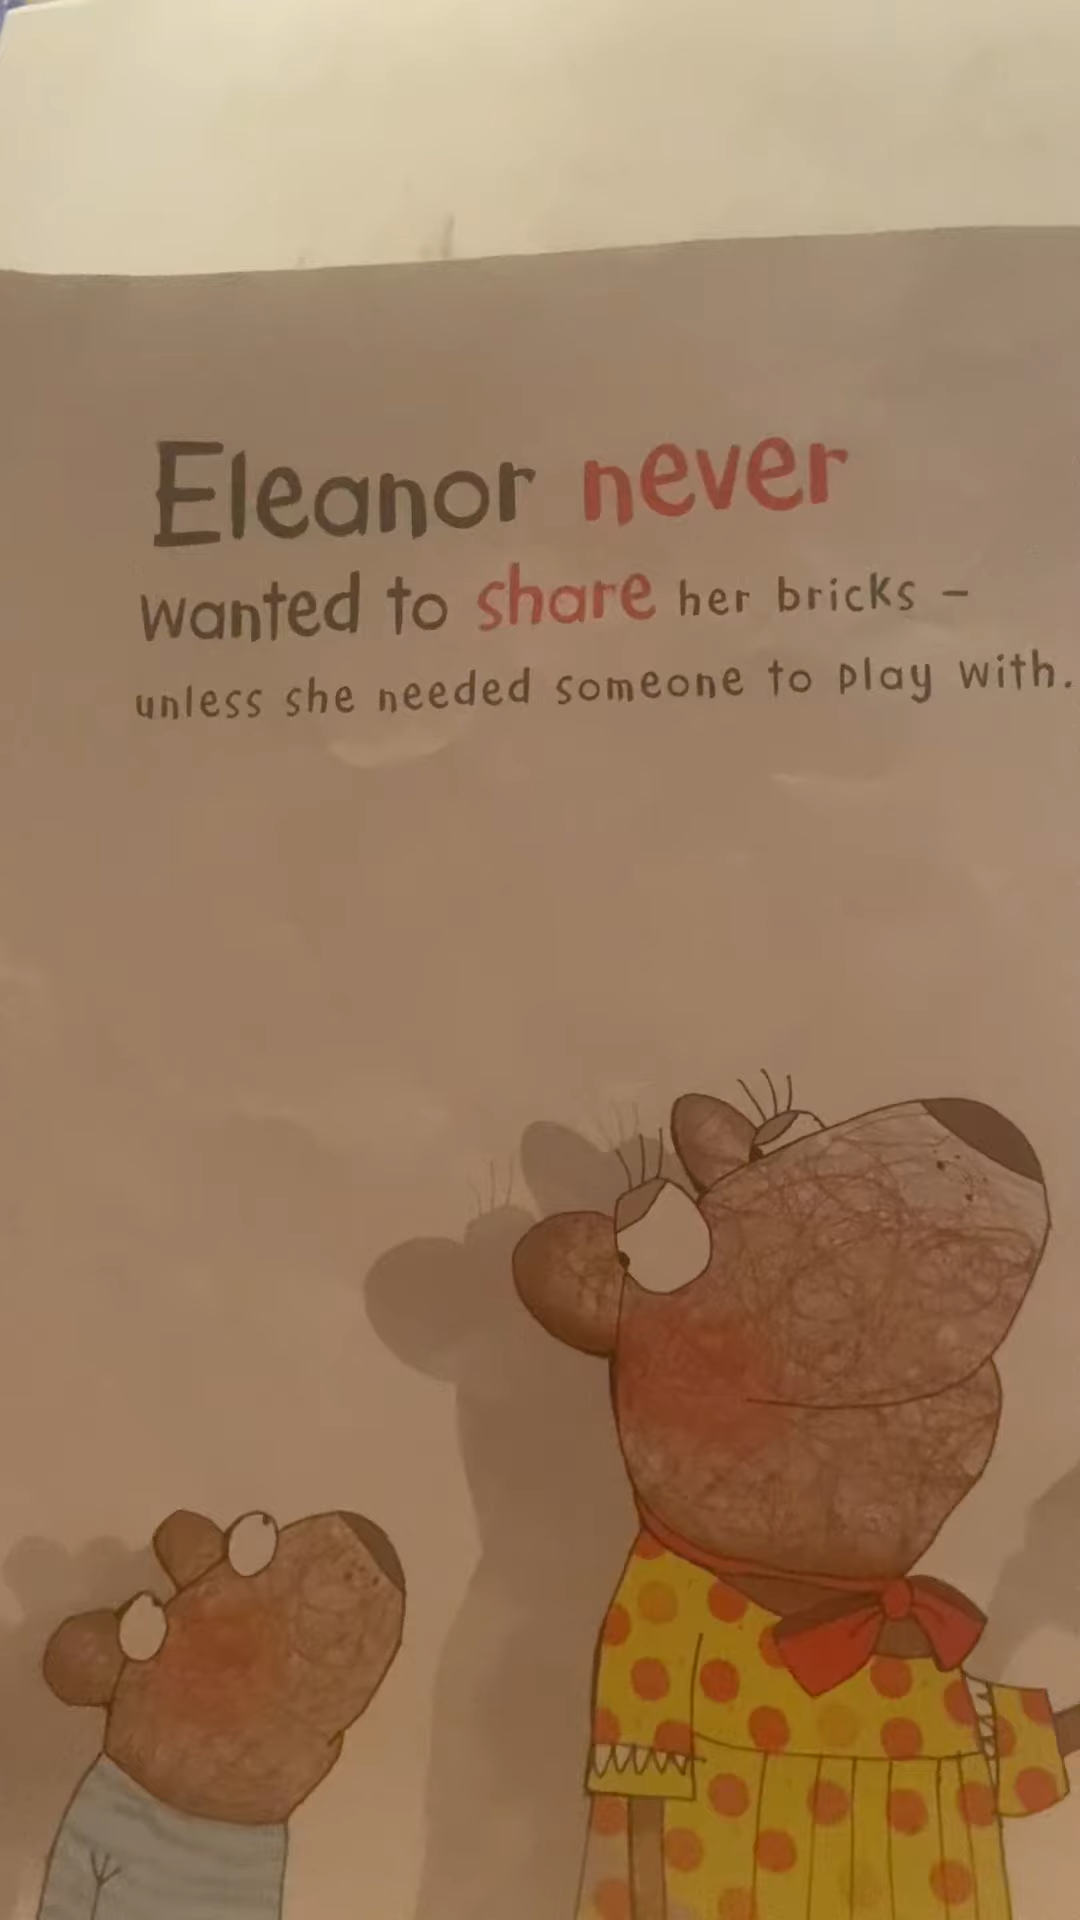 Eleanor never
wanted to share her bricks –
unless she needed someone to play with.